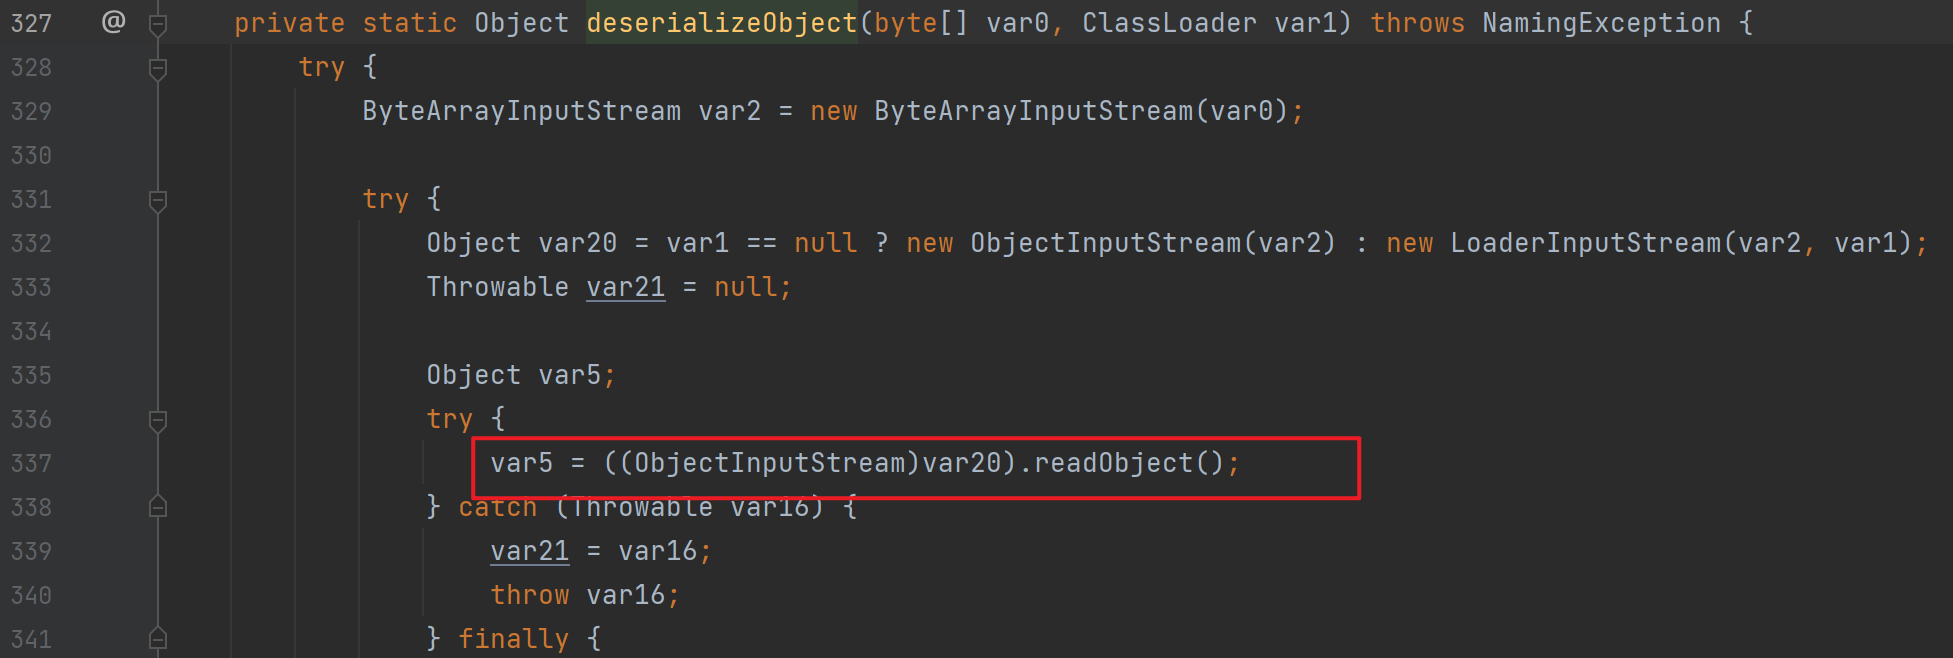 327 @ private static Object deserializeObject(byte[] var0, ClassLoader var1) throws NamingException {
328 try {
329 ByteArrayInputStream var2 = new ByteArrayInputStream(var0);
330
331 try {
332 Object var20 = var1 == null ? new ObjectInputStream(var2) : new LoaderInputStream(var2, var1);
333 Throwable var21 = null;
334
335 Object var5;
336 try {
337 var5 = ((ObjectInputStream)var20).readObject();
338 } catch (Throwable var16) {
339 var21 = var16;
340 throw var16;
341 } finally {